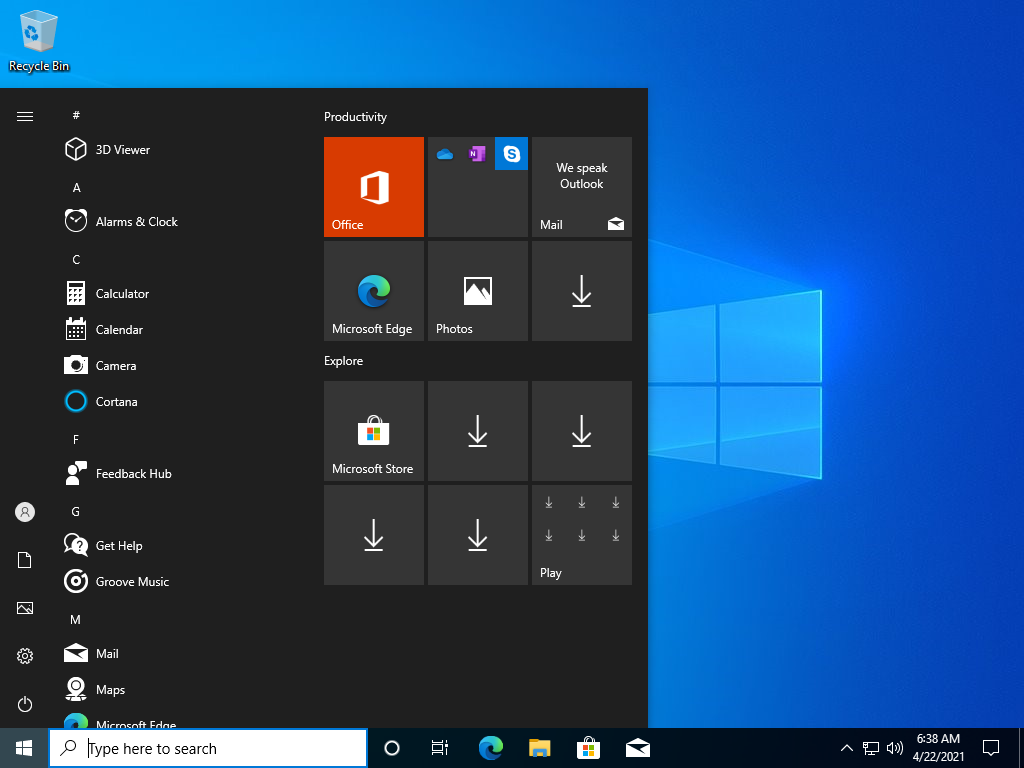 Recycle Bin
#
3D Viewer
A
Alarms & Clock
C
Calculator
Calendar
Camera
Cortana
F
Feedback Hub
G
Get Help
Groove Music
M
Mail
Maps
Microsoft Edge
Productivity
Office
N
S
We speak
Outlook
Mail
Microsoft Edge
Photos
Explore
Microsoft Store
Play
Type here to search
6:38 AM
4/22/2021